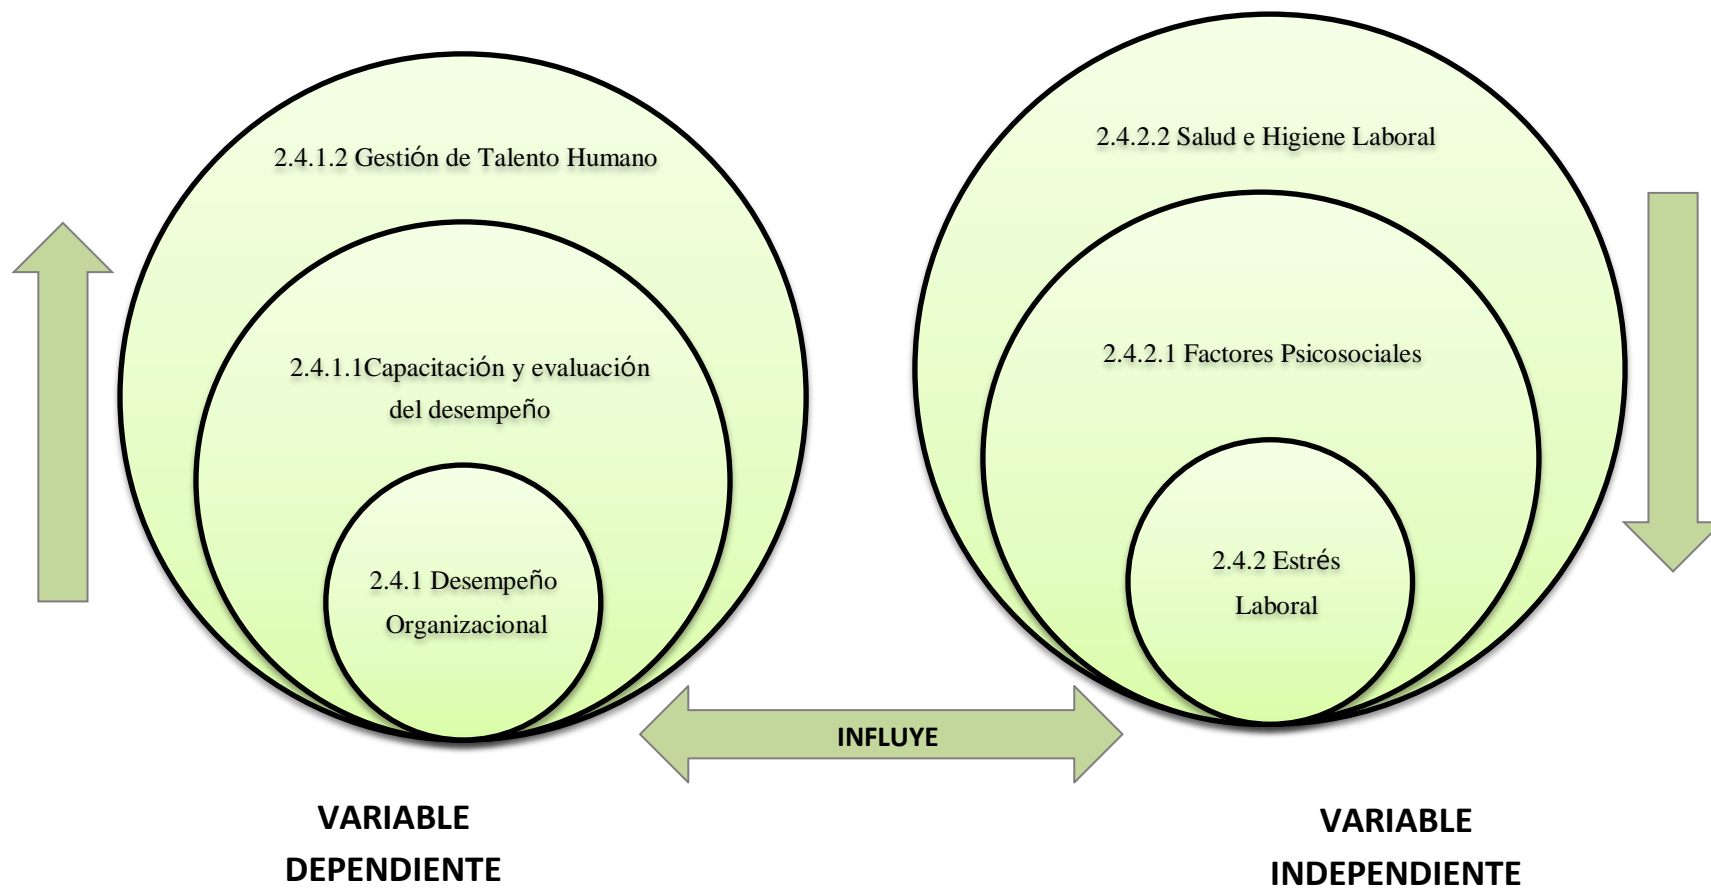 2.4.1.2 Gestión de Talento Humano
2.4.1.1Capacitación y evaluación
del desempeño
2.4.1 Desempeño
Organizacional
2.4.2.2 Salud e Higiene Laboral
2.4.2.1 Factores Psicosociales
2.4.2 Estrés
Laboral
INFLUYE
VARIABLE
DEPENDIENTE
VARIABLE
INDEPENDIENTE